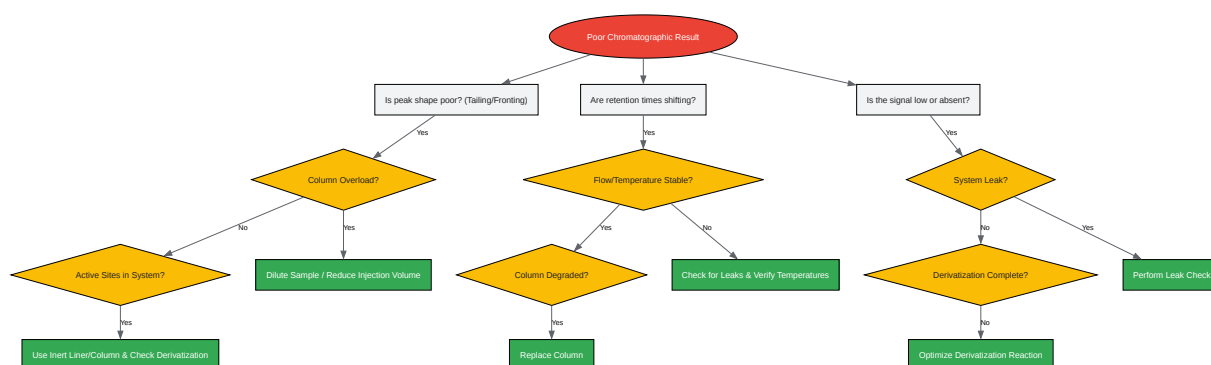 Poor Chromatographic Result
Is peak shape poor? (Tailing/Fronting)
Are retention times shifting?
Is the signal low or absent?
Yes
Yes
Yes
Column Overload?
Flow/Temperature Stable?
System Leak?
No
Yes
Yes
No
No
Yes
Active Sites in System?
Dilute Sample / Reduce Injection Volume
Column Degraded?
Check for Leaks & Verify Temperatures
Derivatization Complete?
Perform Leak Check
Yes
Yes
No
Use Inert Liner/Column & Check Derivatization
Replace Column
Optimize Derivatization Reaction